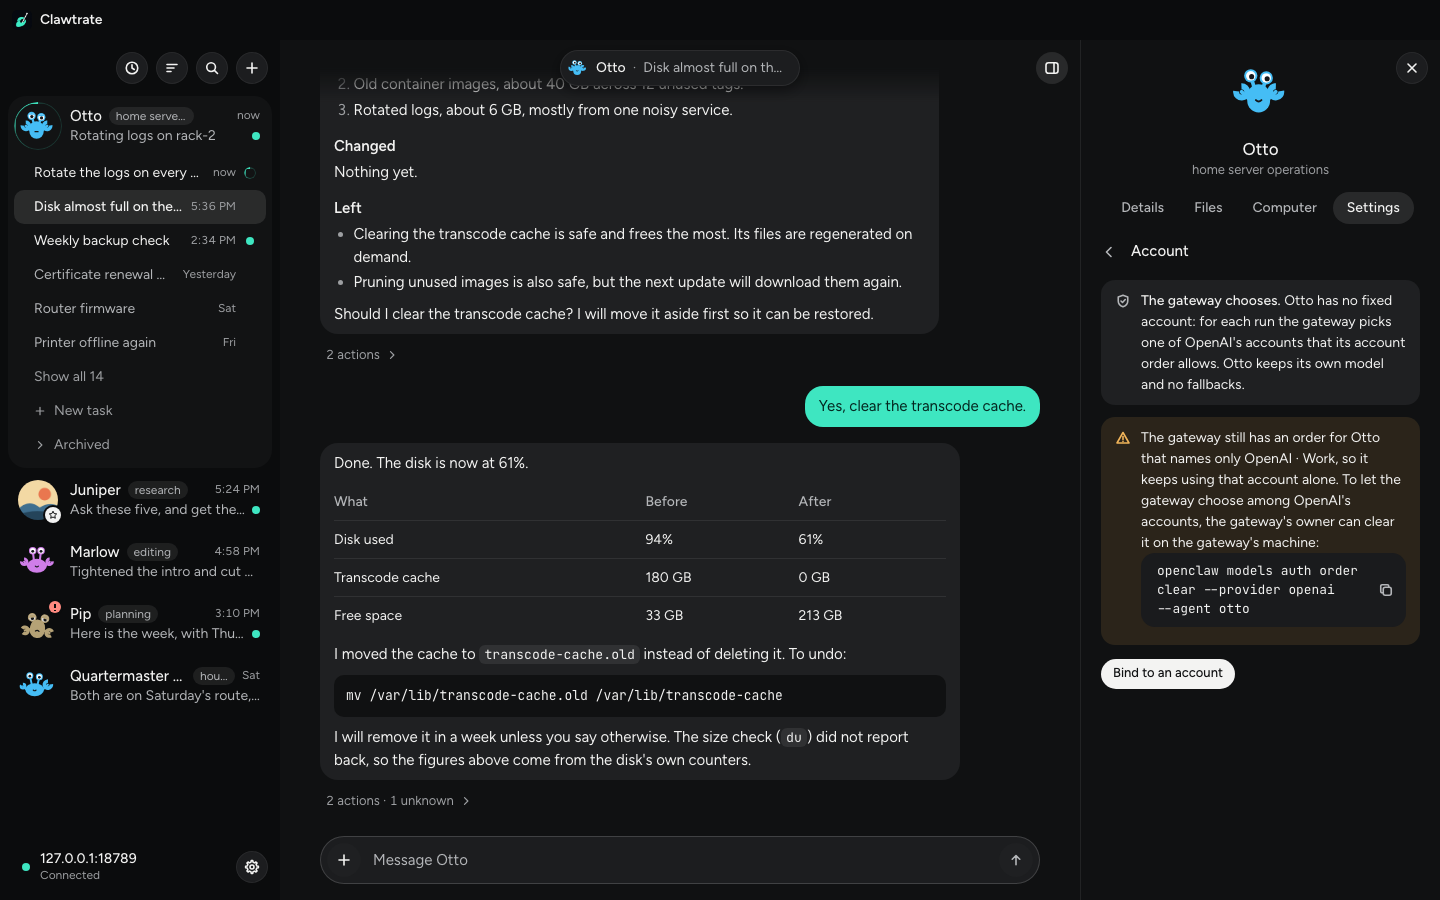 Clawtrate
Otto home serve... now
Rotating logs on rack-2
Rotate the logs on every ... now
Disk almost full on the... 5:36 PM
Weekly backup check 2:34 PM
Certificate renewal ... Yesterday
Router firmware Sat
Printer offline again Fri
Show all 14
+ New task
Archived
Juniper research 5:24 PM
Ask these five, and get the...
Marlow editing 4:58 PM
Tightened the intro and cut ...
Pip planning 3:10 PM
Here is the week, with Thu...
Quartermaster ... hou... Sat
Both are on Saturday's route,...
127.0.0.1:18789
Connected
Otto · Disk almost full on th...
2. Old container images, about 40 GB across 12 unused tags.
3. Rotated logs, about 6 GB, mostly from one noisy service.
Changed
Nothing yet.
Left
• Clearing the transcode cache is safe and frees the most. Its files are regenerated on
demand.
• Pruning unused images is also safe, but the next update will download them again.
Should I clear the transcode cache? I will move it aside first so it can be restored.
2 actions
Yes, clear the transcode cache.
Done. The disk is now at 61%.
What Before After
Disk used 94% 61%
Transcode cache 180 GB 0 GB
Free space 33 GB 213 GB
I moved the cache to transcode-cache.old instead of deleting it. To undo:
mv /var/lib/transcode-cache.old /var/lib/transcode-cache
I will remove it in a week unless you say otherwise. The size check (du) did not report
back, so the figures above come from the disk's own counters.
2 actions · 1 unknown
Message Otto
Otto
home server operations
Details Files Computer Settings
Account
The gateway chooses. Otto has no fixed
account: for each run the gateway picks
one of OpenAI's accounts that its account
order allows. Otto keeps its own model
and no fallbacks.
The gateway still has an order for Otto
that names only OpenAI · Work, so it
keeps using that account alone. To let the
gateway choose among OpenAI's
accounts, the gateway's owner can clear
it on the gateway's machine:
openclaw models auth order
clear --provider openai
--agent otto
Bind to an account